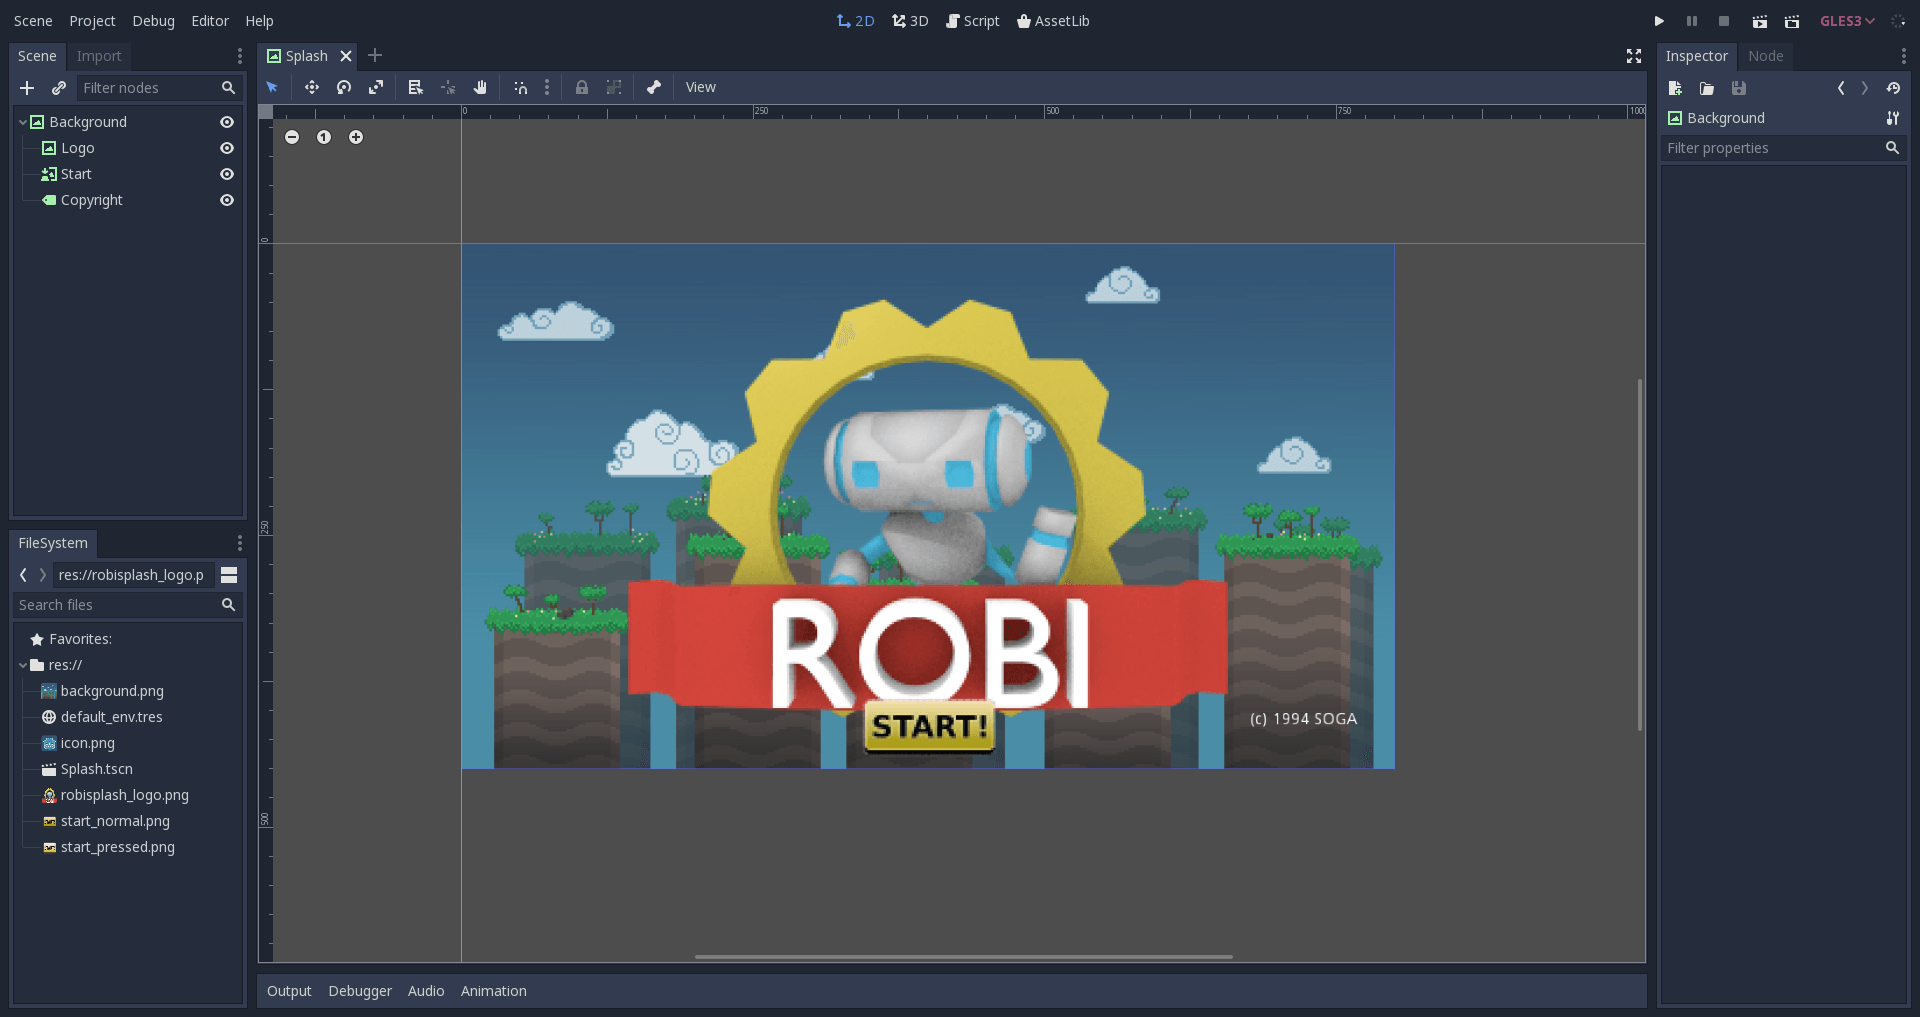 Scene Project Debug Editor Help 2D 3D Script AssetLib GLES3
Scene Import
Filter nodes
Background
Logo
Start
Copyright
FileSystem
res://robisplash_logo.p
Search files
Favorites:
res://
background.png
default_env.tres
icon.png
Splash.tscn
robisplash_logo.png
start_normal.png
start_pressed.png
Splash
View
0 250 500 750 1000
1
0
250
500
ROBI
START!
(c) 1994 SOGA
Output Debugger Audio Animation
Inspector Node
Background
Filter properties